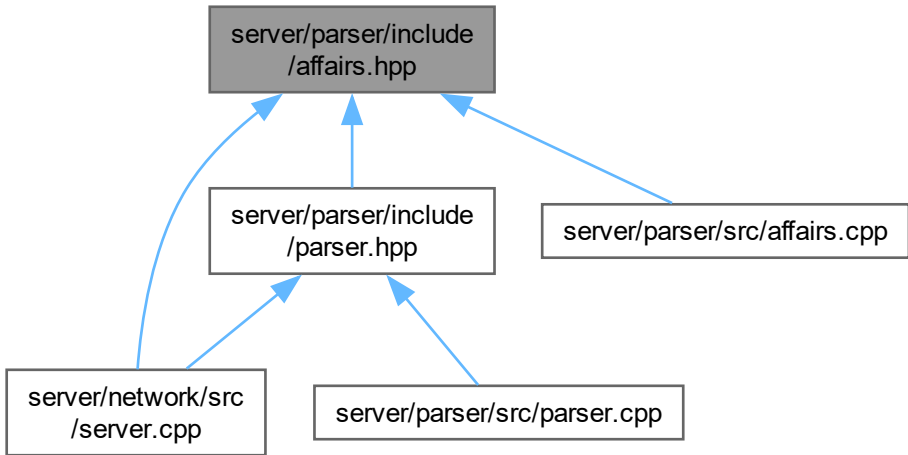 server/parser/include
/affairs.hpp
server/parser/include
/parser.hpp
server/parser/src/affairs.cpp
server/network/src
/server.cpp
server/parser/src/parser.cpp